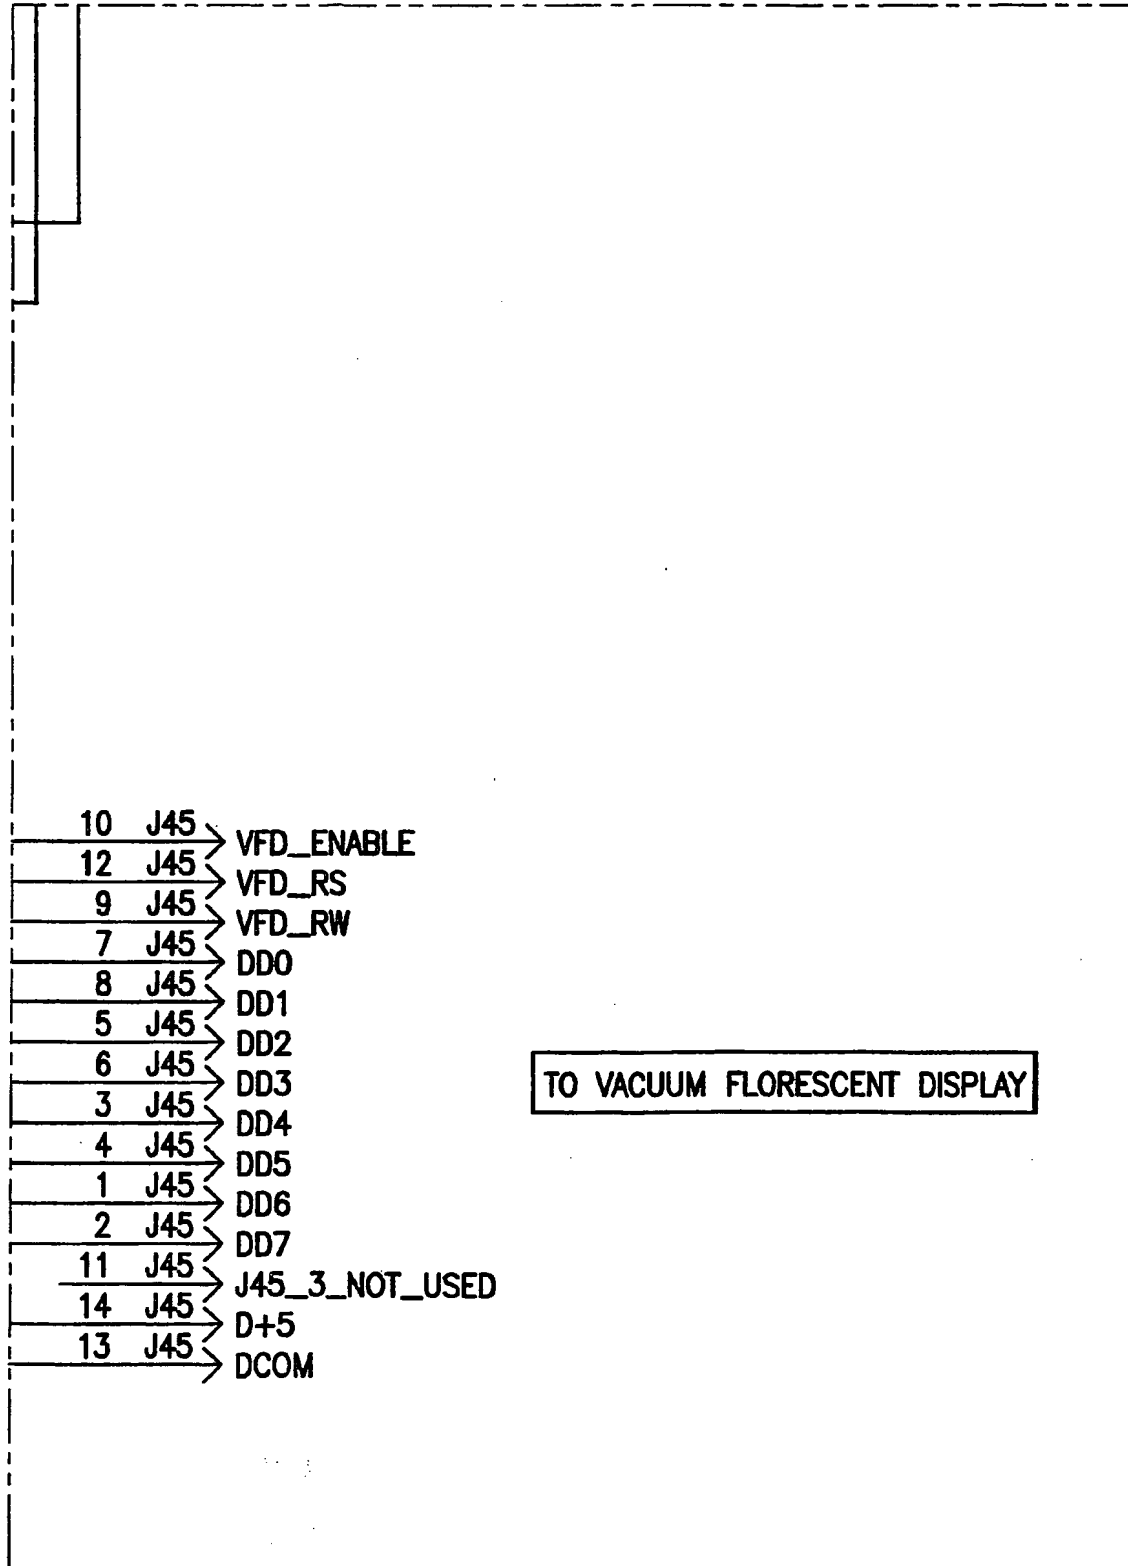 10 J45 VFD_ENABLE
12 J45 VFD_RS
9 J45 VFD_RW
7 J45 DD0
8 J45 DD1
5 J45 DD2
6 J45 DD3
3 J45 DD4
4 J45 DD5
1 J45 DD6
2 J45 DD7
11 J45 J45_3_NOT_USED
14 J45 D+5
13 J45 DCOM
TO VACUUM FLORESCENT DISPLAY